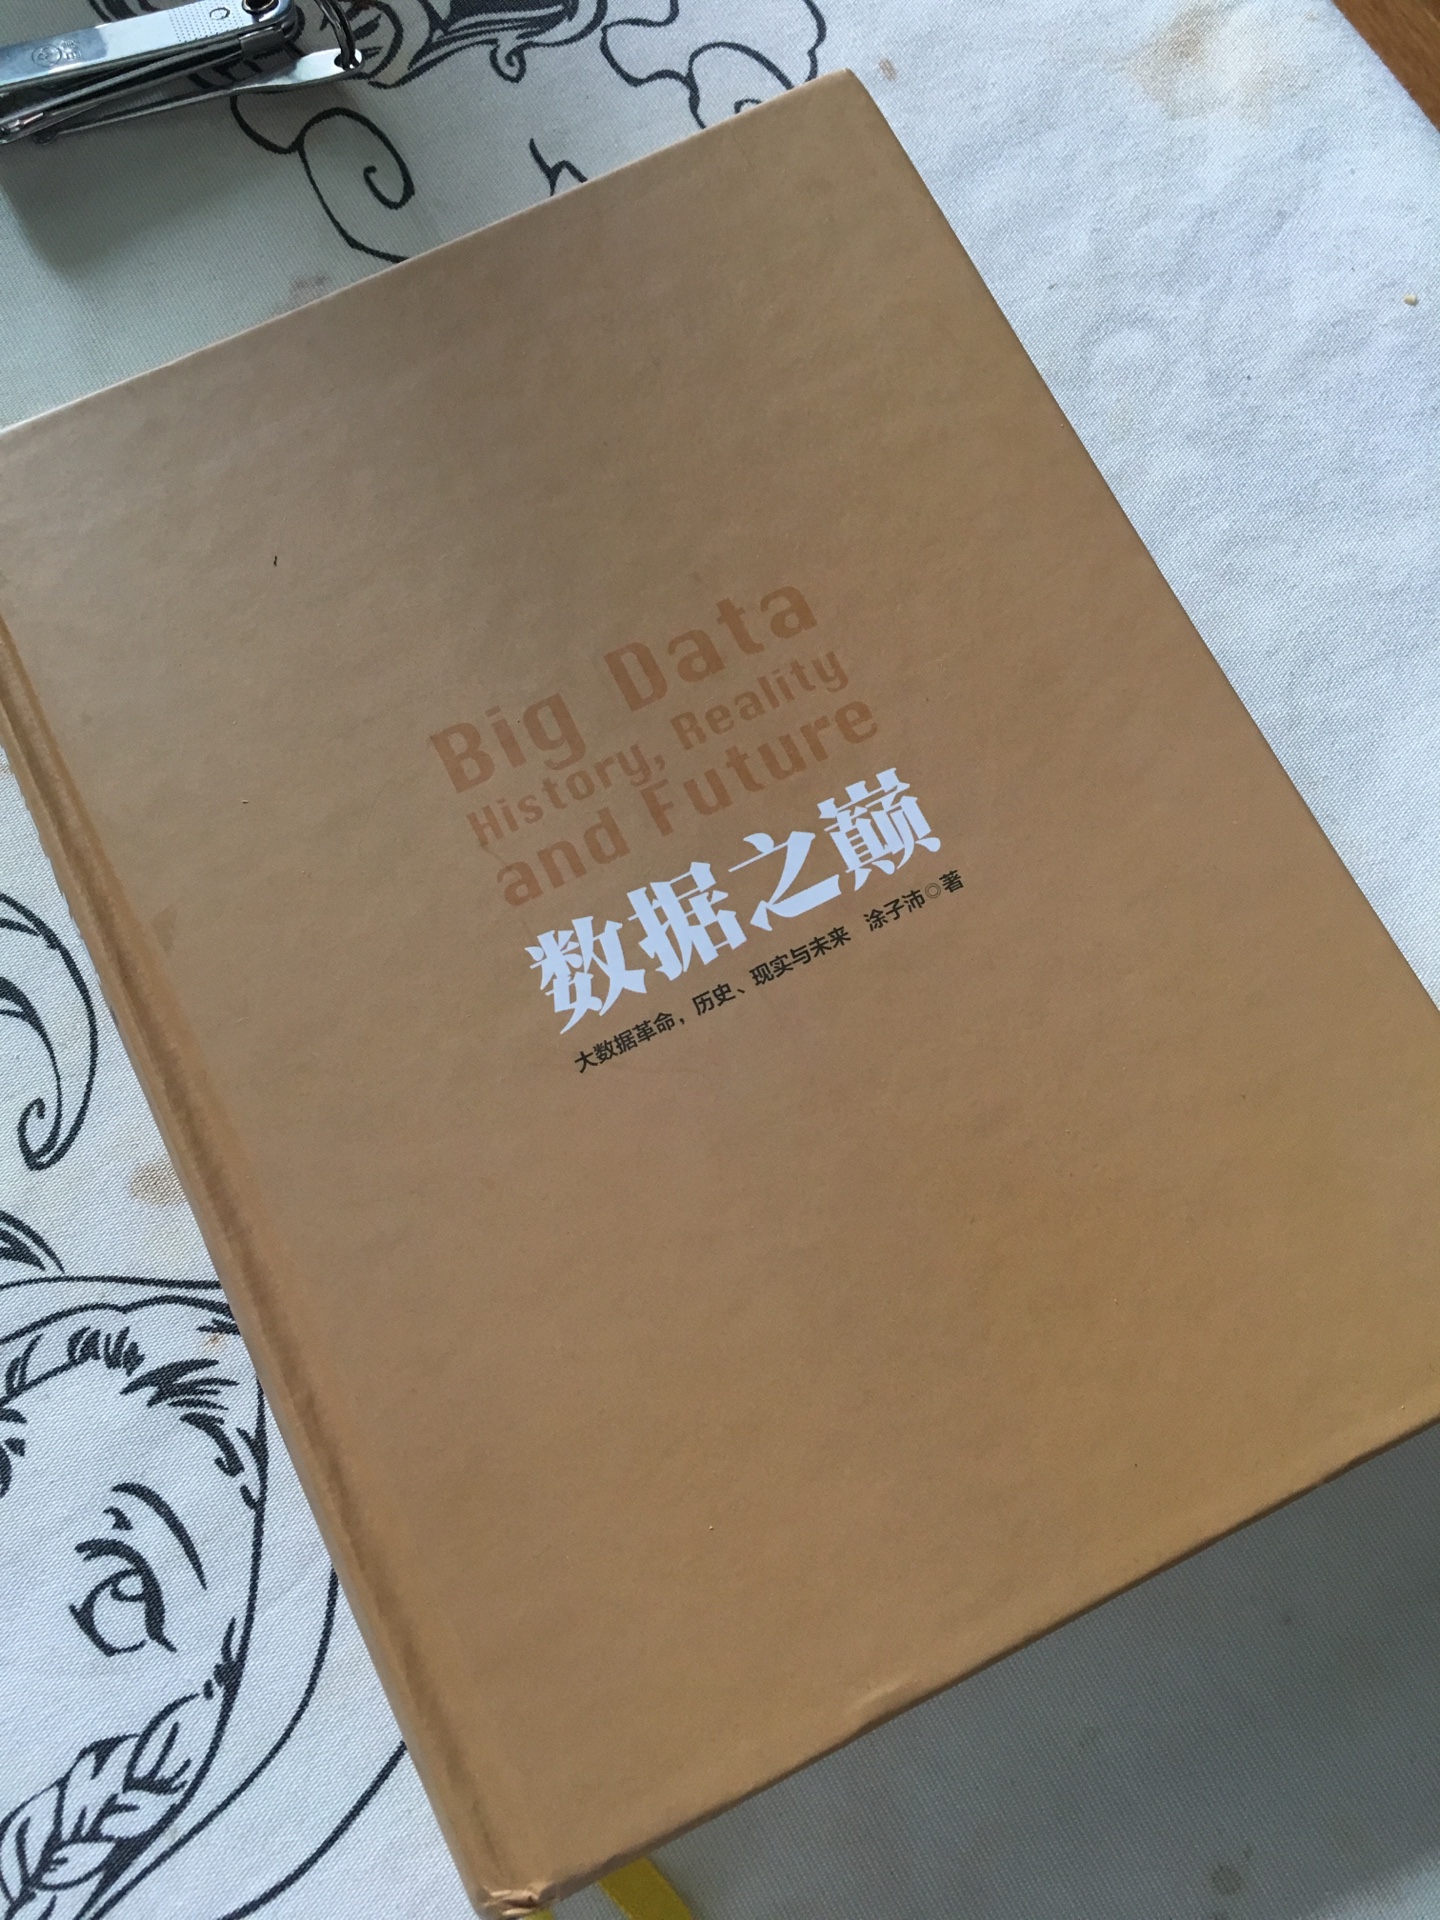 Big Data
History, Reality
and Future
数据之巅
大数据革命，历史、现实与未来 涂子沛◎著